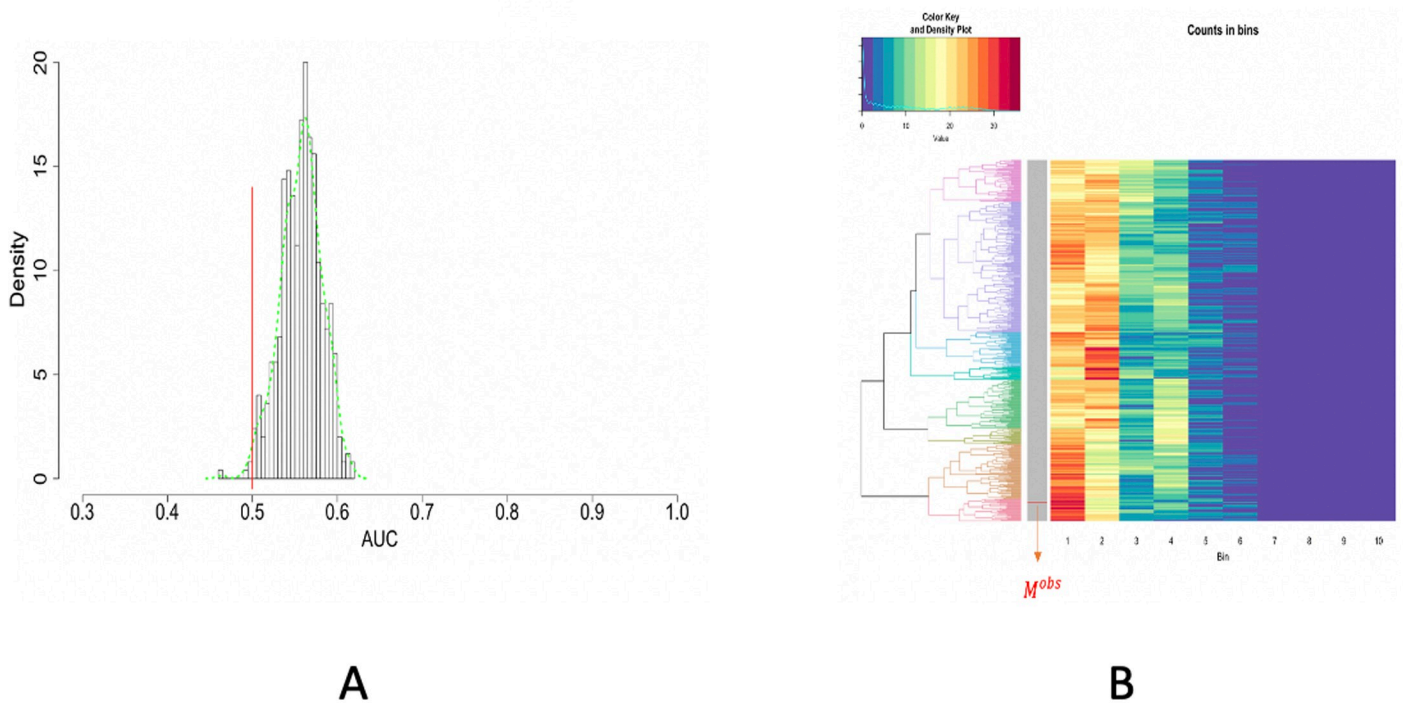 20
15
10
5
0
Density
0.3 0.4 0.5 0.6 0.7 0.8 0.9 1.0
AUC
A
Color Key
and Density Plot
0 10 20 30
Value
Counts in bins
1 2 3 4 5 6 7 8 9 10
Bin
M^obs
B